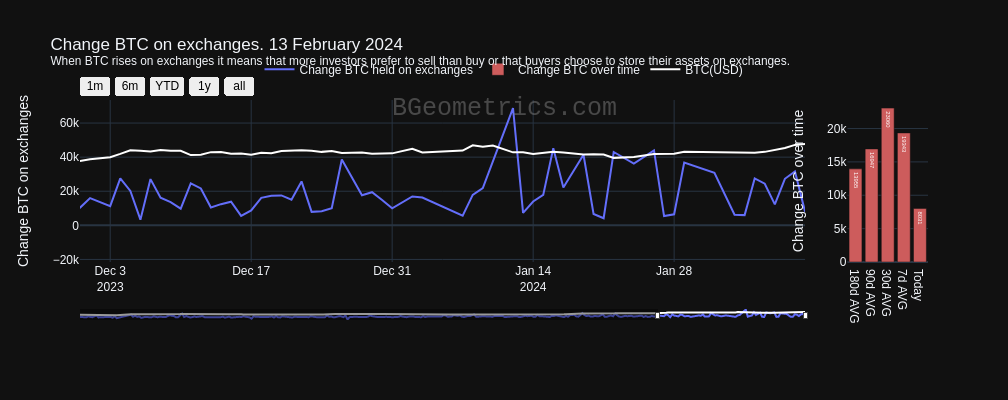 Change BTC on exchanges. 13 February 2024
When BTC rises on exchanges it means that more investors prefer to sell than buy or that buyers choose to store their assets on exchanges.
Change BTC held on exchanges Change BTC over time BTC(USD)
1m 6m YTD 1y all
BGeometrics.com
Change BTC on exchanges
60k
40k
20k
0
−20k
Dec 3 Dec 17 Dec 31 Jan 14 Jan 28
2023 2024
Change BTC over time
20k
15k
10k
5k
0
180d AVG
90d AVG
30d AVG
7d AVG
Today